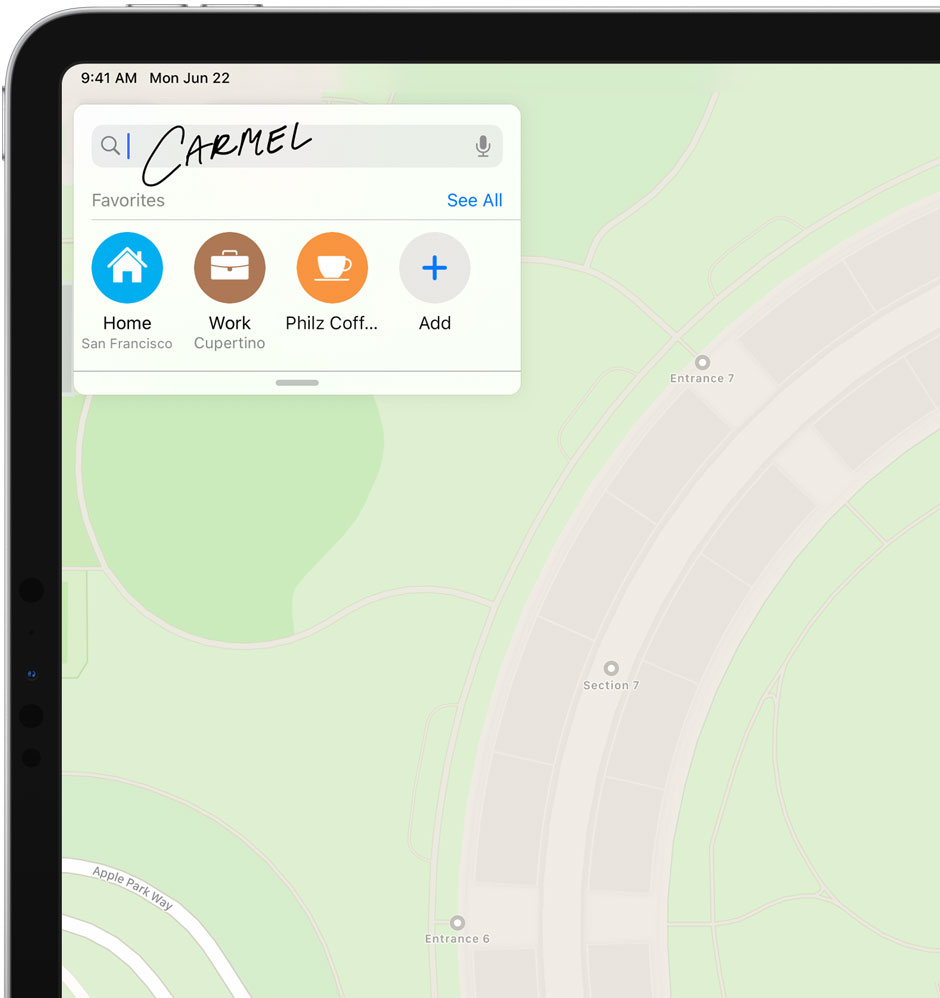 9:41 AM Mon Jun 22
CARMEL
Favorites See All
Home Work Philz Coff... Add
San Francisco Cupertino
Entrance 7
Section 7
Apple Park Way
Entrance 6